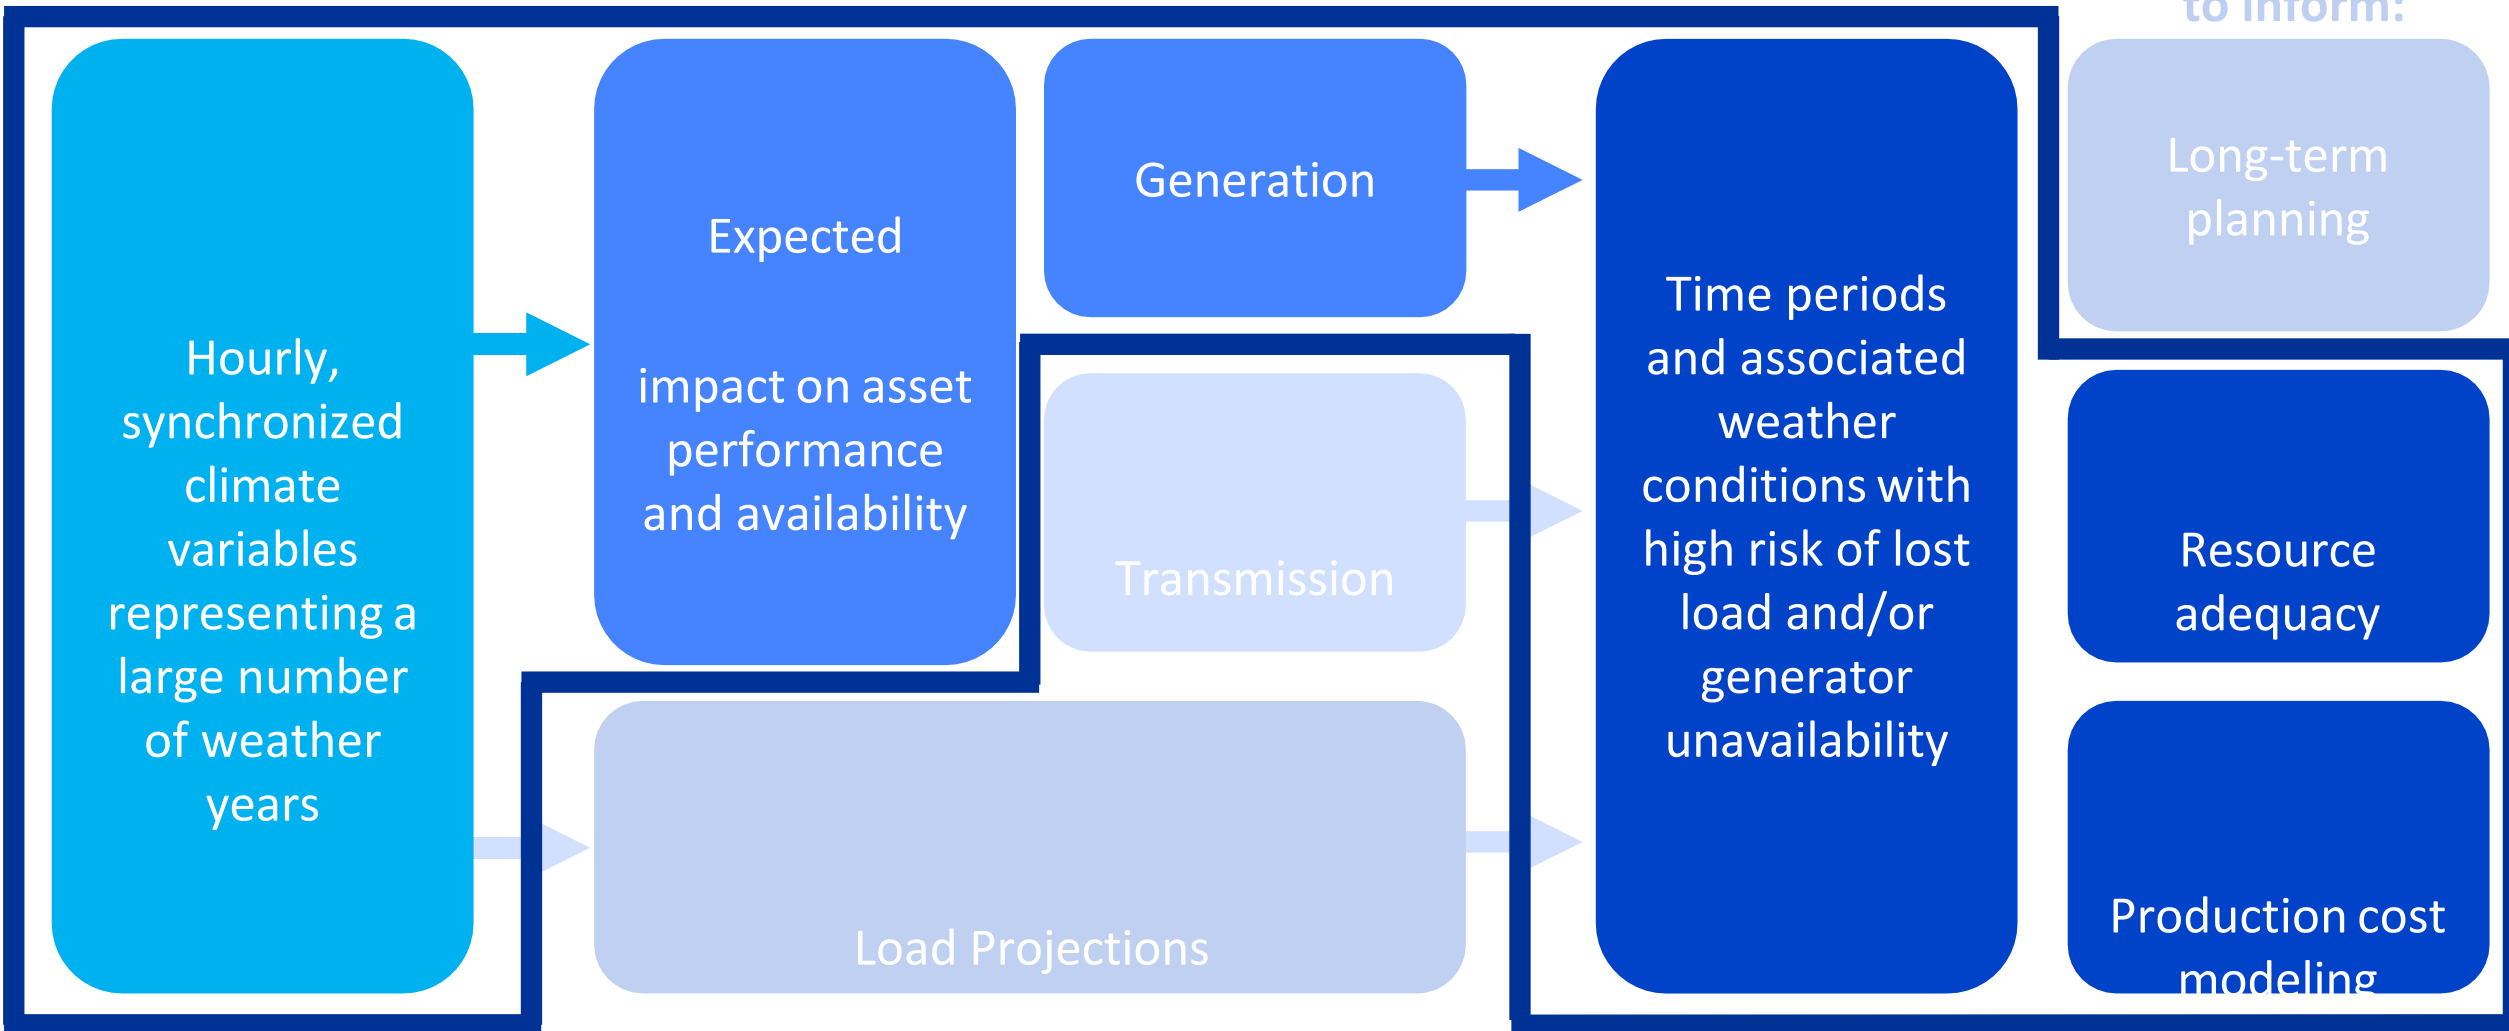 to inform:
Hourly,
synchronized
climate
variables
representing a
large number
of weather
years
Expected
impact on asset
performance
and availability
Generation
Transmission
Load Projections
Time periods
and associated
weather
conditions with
high risk of lost
load and/or
generator
unavailability
Long-term
planning
Resource
adequacy
Production cost
modeling